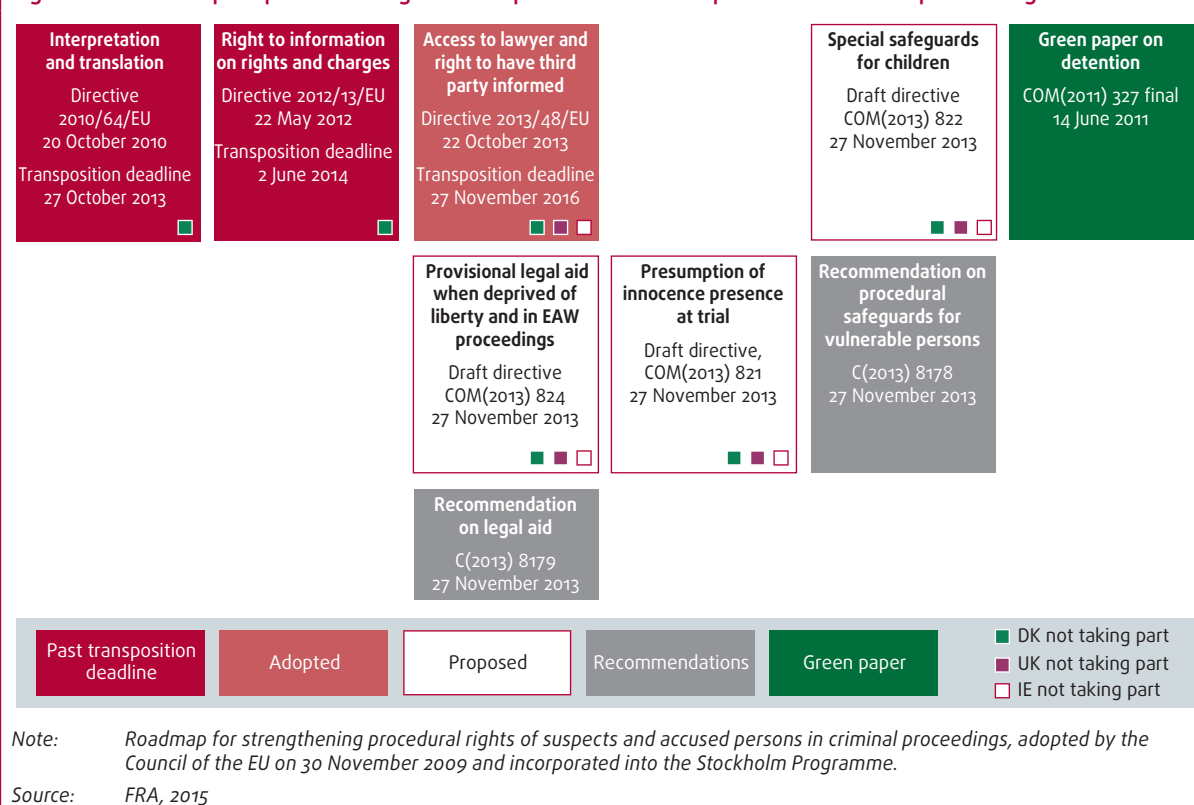 Interpretation
and translation
Directive
2010/64/EU
20 October 2010
Transposition deadline
27 October 2013
Right to information
on rights and charges
Directive 2012/13/EU
22 May 2012
Transposition deadline
2 June 2014
Access to lawyer and
right to have third
party informed
Directive 2013/48/EU
22 October 2013
Transposition deadline
27 November 2016
Special safeguards
for children
Draft directive
COM(2013) 822
27 November 2013
Green paper on
detention
COM(2011) 327 final
14 June 2011
Provisional legal aid
when deprived of
liberty and in EAW
proceedings
Draft directive
COM(2013) 824
27 November 2013
Presumption of
innocence presence
at trial
Draft directive,
COM(2013) 821
27 November 2013
Recommendation on
procedural
safeguards for
vulnerable persons
C(2013) 8178
27 November 2013
Recommendation
on legal aid
C(2013) 8179
27 November 2013
Past transposition
deadline
Adopted
Proposed
Recommendations
Green paper
DK not taking part
UK not taking part
IE not taking part
Note: Roadmap for strengthening procedural rights of suspects and accused persons in criminal proceedings, adopted by the
Council of the EU on 30 November 2009 and incorporated into the Stockholm Programme.
Source: FRA, 2015